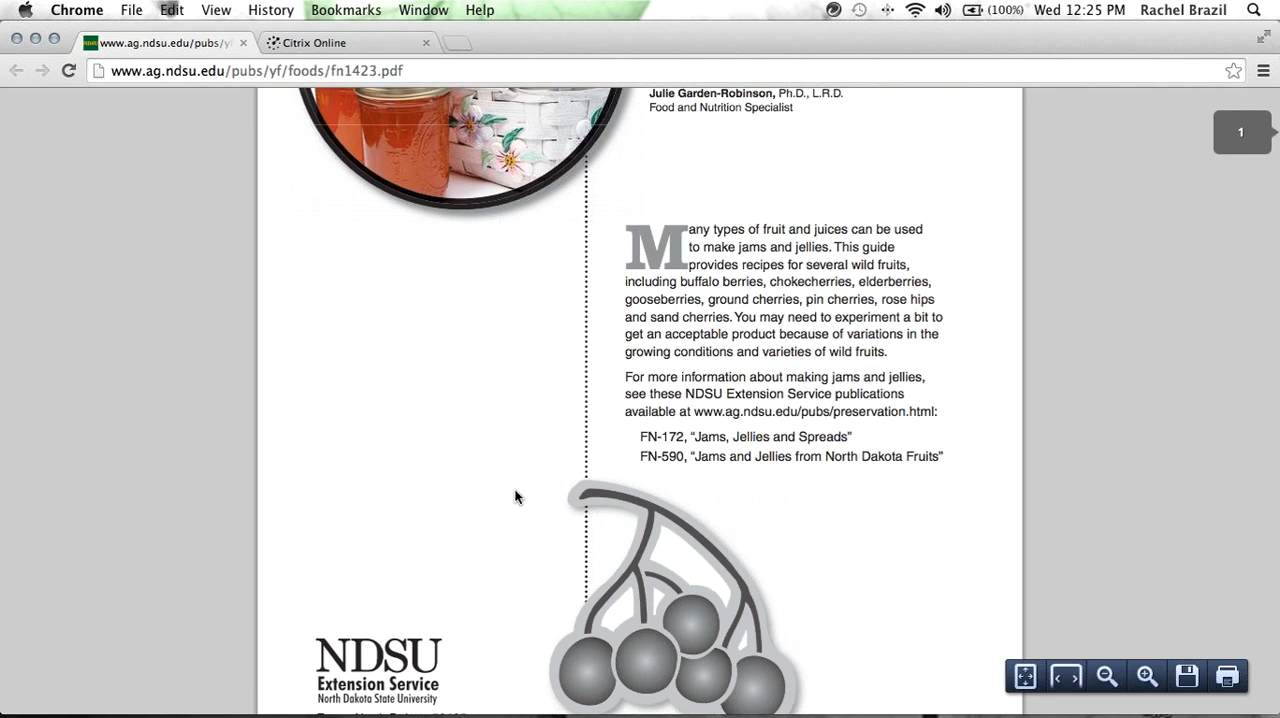 Chrome File Edit View History Bookmarks Window Help (100%) Wed 12:25 PM Rachel Brazil
www.ag.ndsu.edu/pubs/yf Citrix Online
www.ag.ndsu.edu/pubs/yf/foods/fn1423.pdf
Julie Garden-Robinson, Ph.D., L.R.D.
Food and Nutrition Specialist
1
Many types of fruit and juices can be used
to make jams and jellies. This guide
provides recipes for several wild fruits,
including buffalo berries, chokecherries, elderberries,
gooseberries, ground cherries, pin cherries, rose hips
and sand cherries. You may need to experiment a bit to
get an acceptable product because of variations in the
growing conditions and varieties of wild fruits.
For more information about making jams and jellies,
see these NDSU Extension Service publications
available at www.ag.ndsu.edu/pubs/preservation.html:
FN-172, “Jams, Jellies and Spreads”
FN-590, “Jams and Jellies from North Dakota Fruits”
NDSU
Extension Service
North Dakota State University